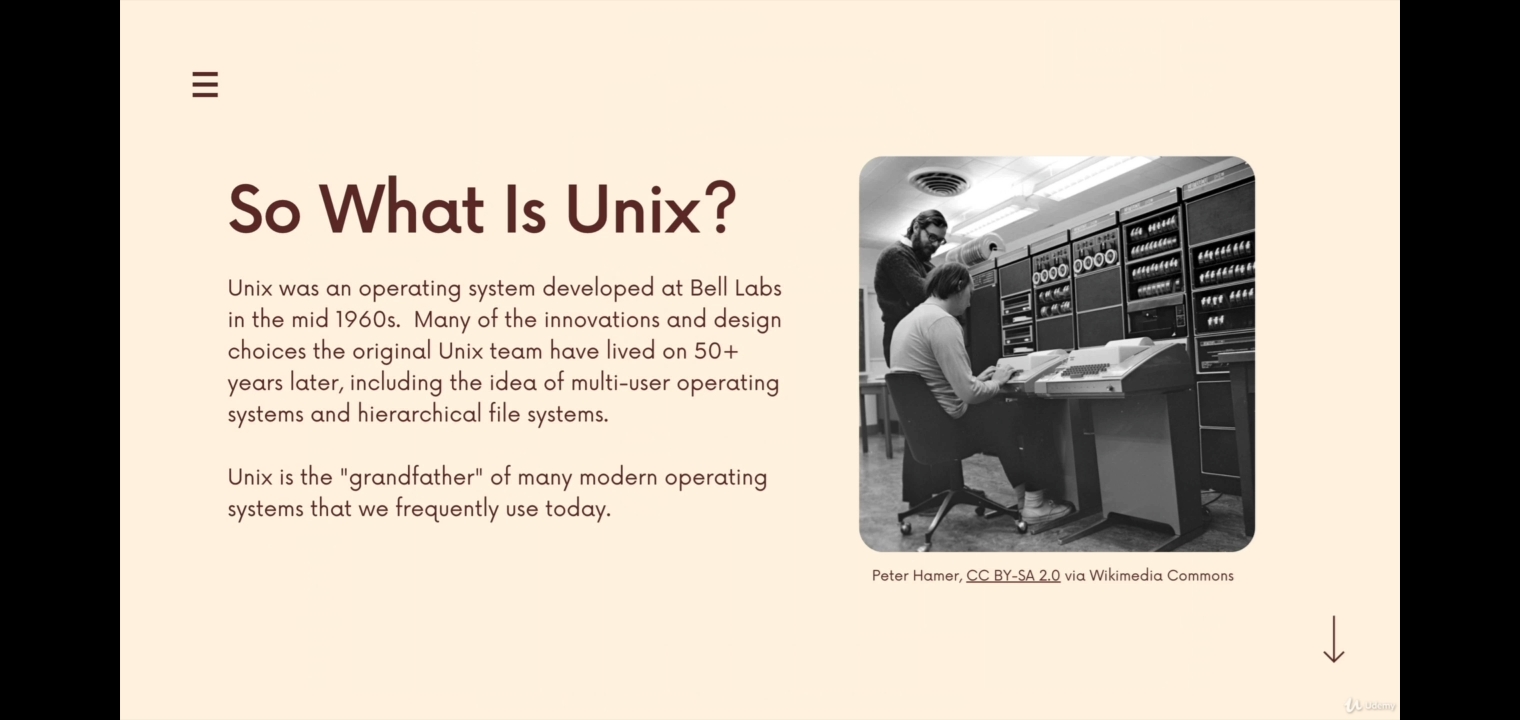 So What Is Unix?
Unix was an operating system developed at Bell Labs
in the mid 1960s.  Many of the innovations and design
choices the original Unix team have lived on 50+
years later, including the idea of multi-user operating
systems and hierarchical file systems.
Unix is the "grandfather" of many modern operating
systems that we frequently use today.
Peter Hamer, CC BY-SA 2.0 via Wikimedia Commons
Udemy